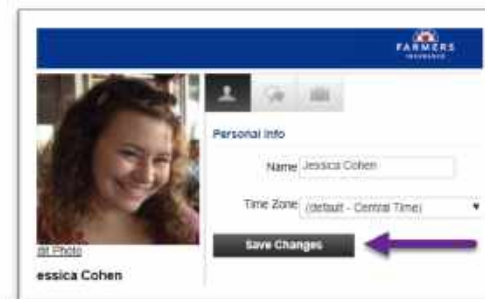 FARMERS
INSURANCE
Personal Info
Name Jessica Cohen
Time Zone (default - Central Time)
Save Changes
dit Photo
essica Cohen